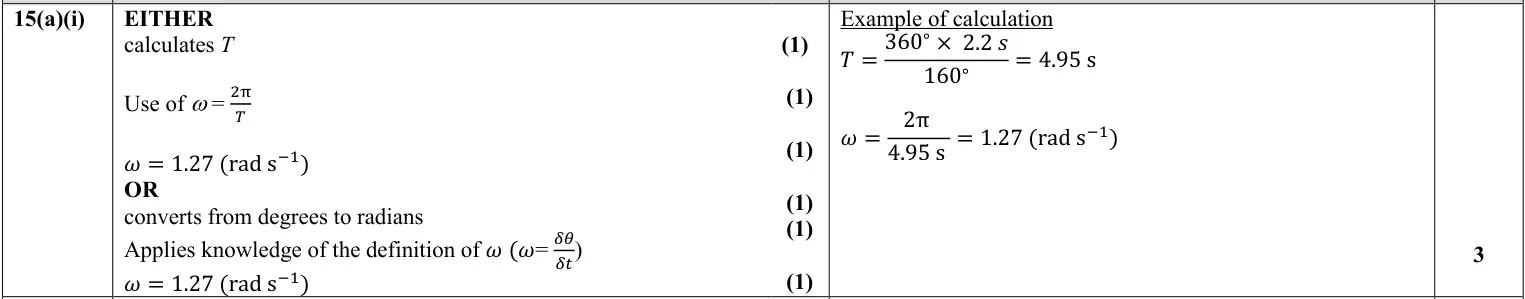 15(a)(i)
EITHER
calculates T (1)
Use of ω = 2π/T (1)
ω = 1.27 (rad s⁻¹) (1)
OR
converts from degrees to radians (1)
Applies knowledge of the definition of ω (ω= δθ/δt) (1)
ω = 1.27 (rad s⁻¹) (1)
Example of calculation
T = 360° × 2.2 s / 160° = 4.95 s
ω = 2π / 4.95 s = 1.27 (rad s⁻¹)
3